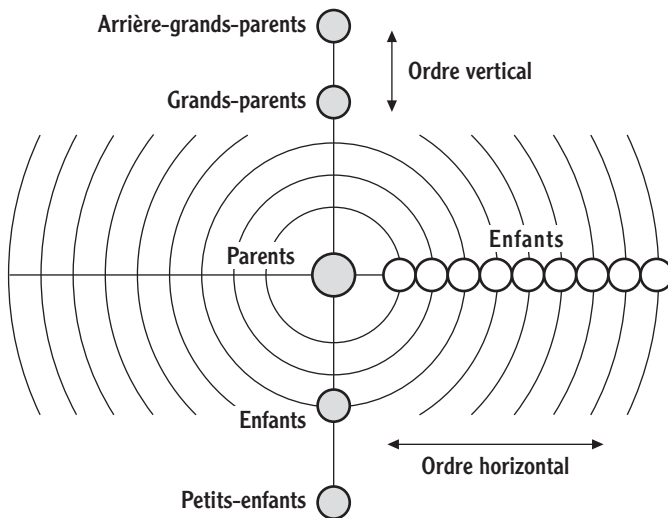 Arrière-grands-parents
Ordre vertical
Grands-parents
Enfants
Parents
Enfants
Ordre horizontal
Petits-enfants